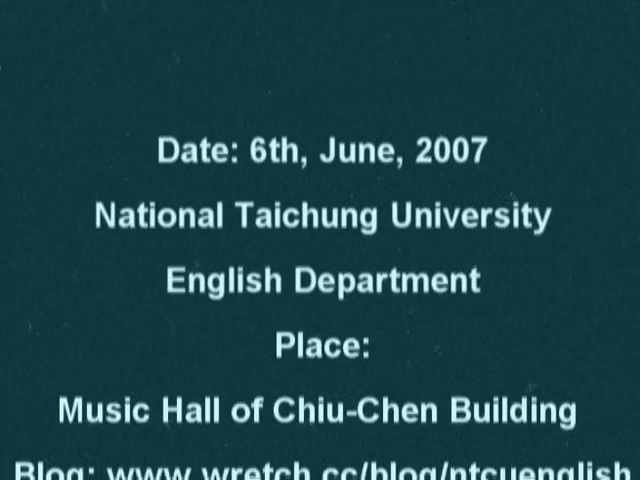 Date: 6th, June, 2007
National Taichung University
English Department
Place:
Music Hall of Chiu-Chen Building
Blog: www.wretch.cc/blog/ntcuenglish